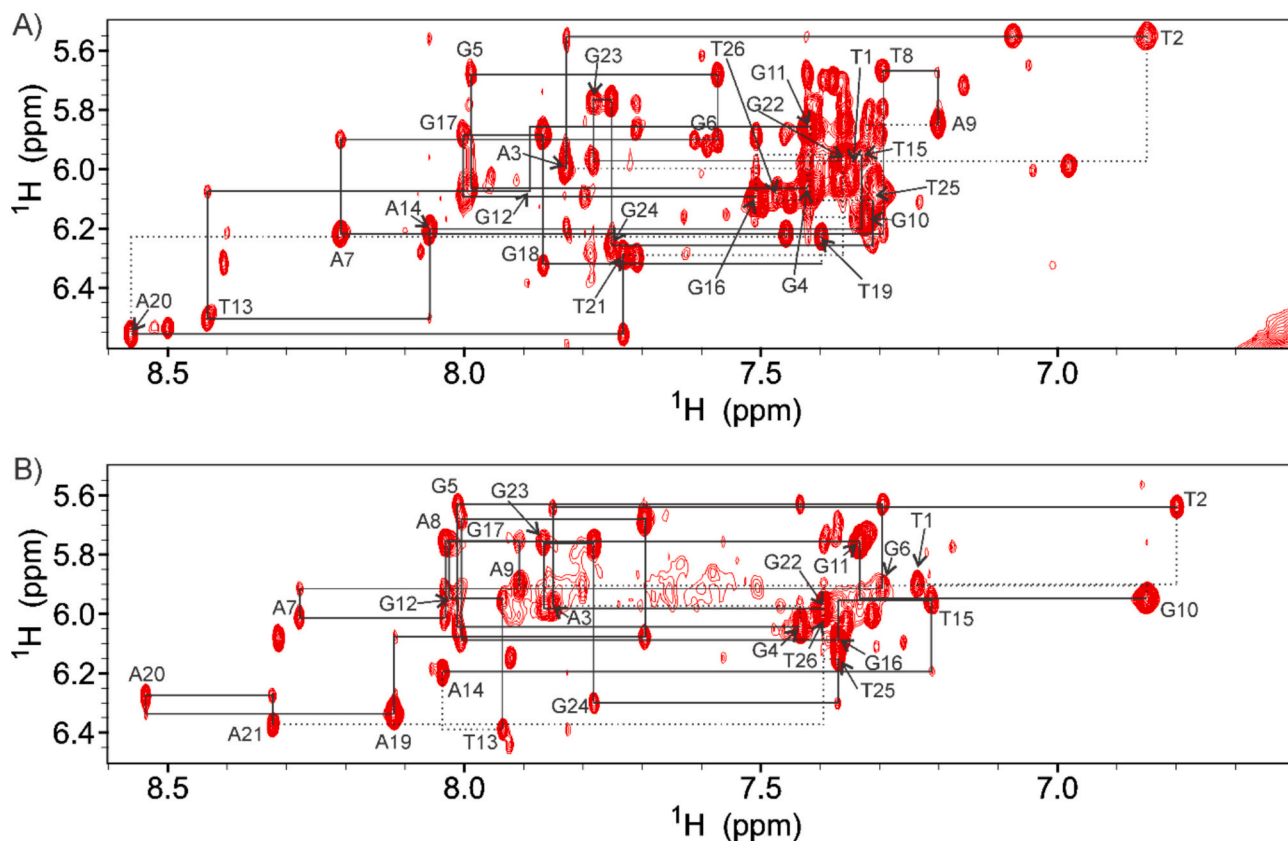 A)
5.6
5.8
6.0
6.2
6.4
¹H (ppm)
G5
G23
T26
T1
T8
T2
G11
G22
G17
G6
A9
A3
T15
T25
G12
A14
G24
G10
A7
G18
A20
T13
T21
G16
G4
T19
8.5
8.0
7.5
7.0
¹H (ppm)
B)
5.6
5.8
6.0
6.2
6.4
¹H (ppm)
G5
G23
T2
A8
G17
T1
G11
G6
G22
A9
G12
A7
A3
T15
G10
G4
T26
G16
A20
A14
T25
G24
A21
A19
T13
8.5
8.0
7.5
7.0
¹H (ppm)